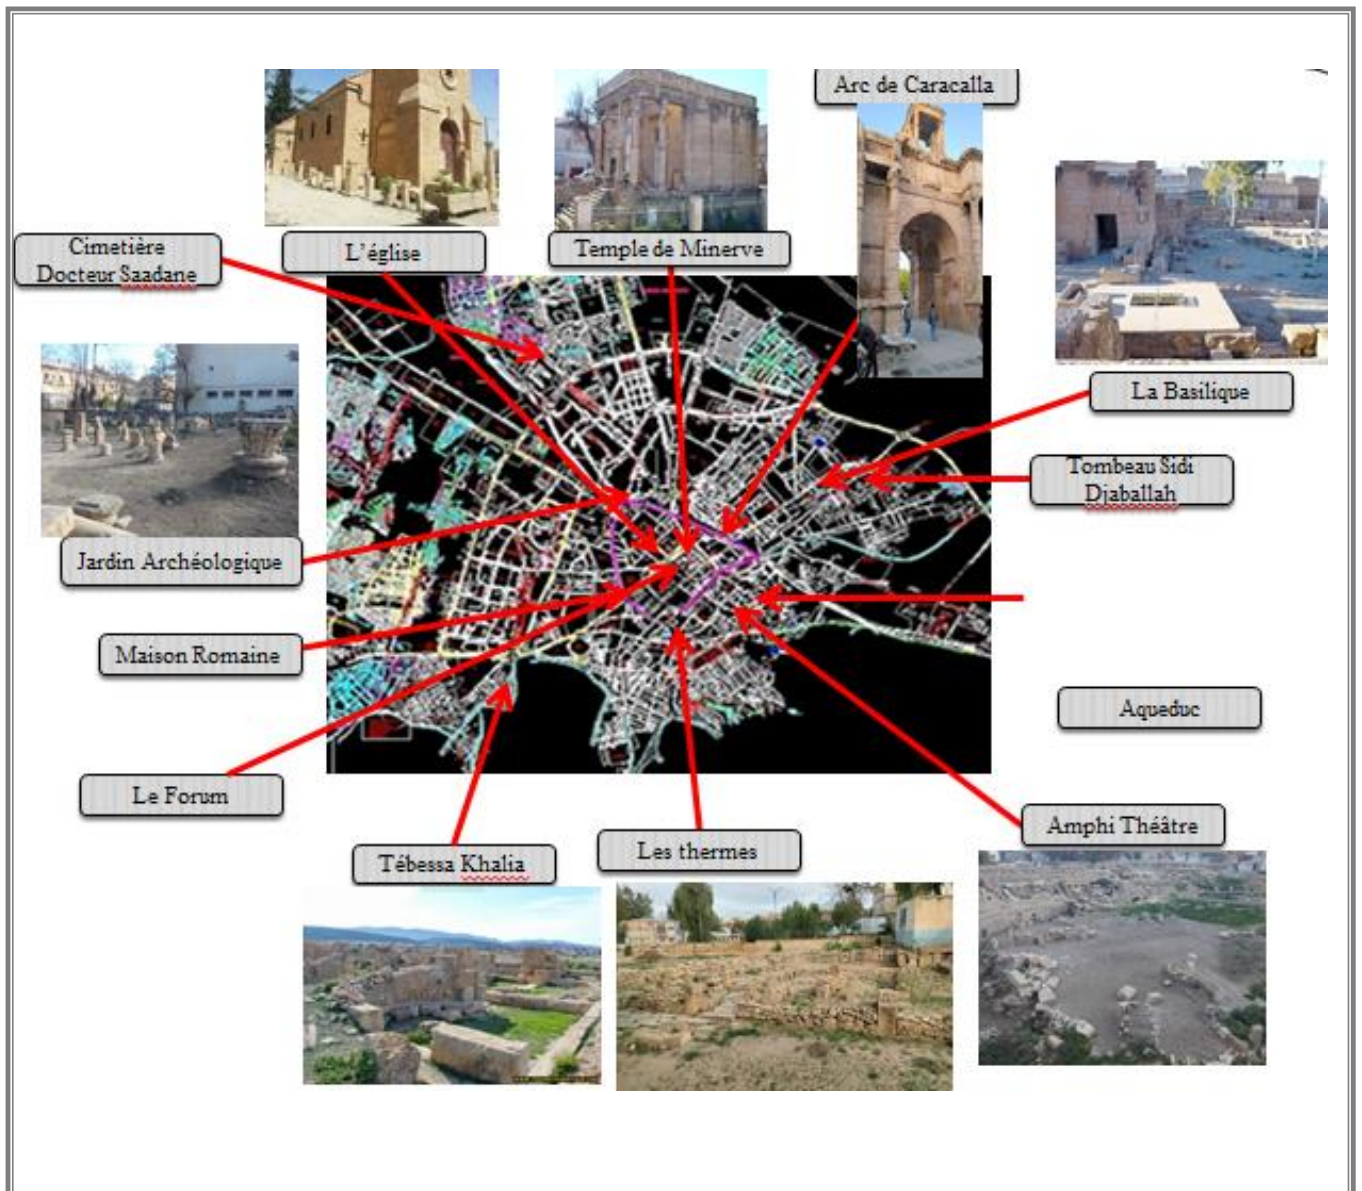 Arc de Caracalla
Cimetière
Docteur Saadane
L'église
Temple de Minerve
La Basilique
Tombeau Sidi
Djaballah
Jardin Archéologique
Maison Romaine
Aqueduc
Le Forum
Amphi Théâtre
Tébessa Khalia
Les thermes